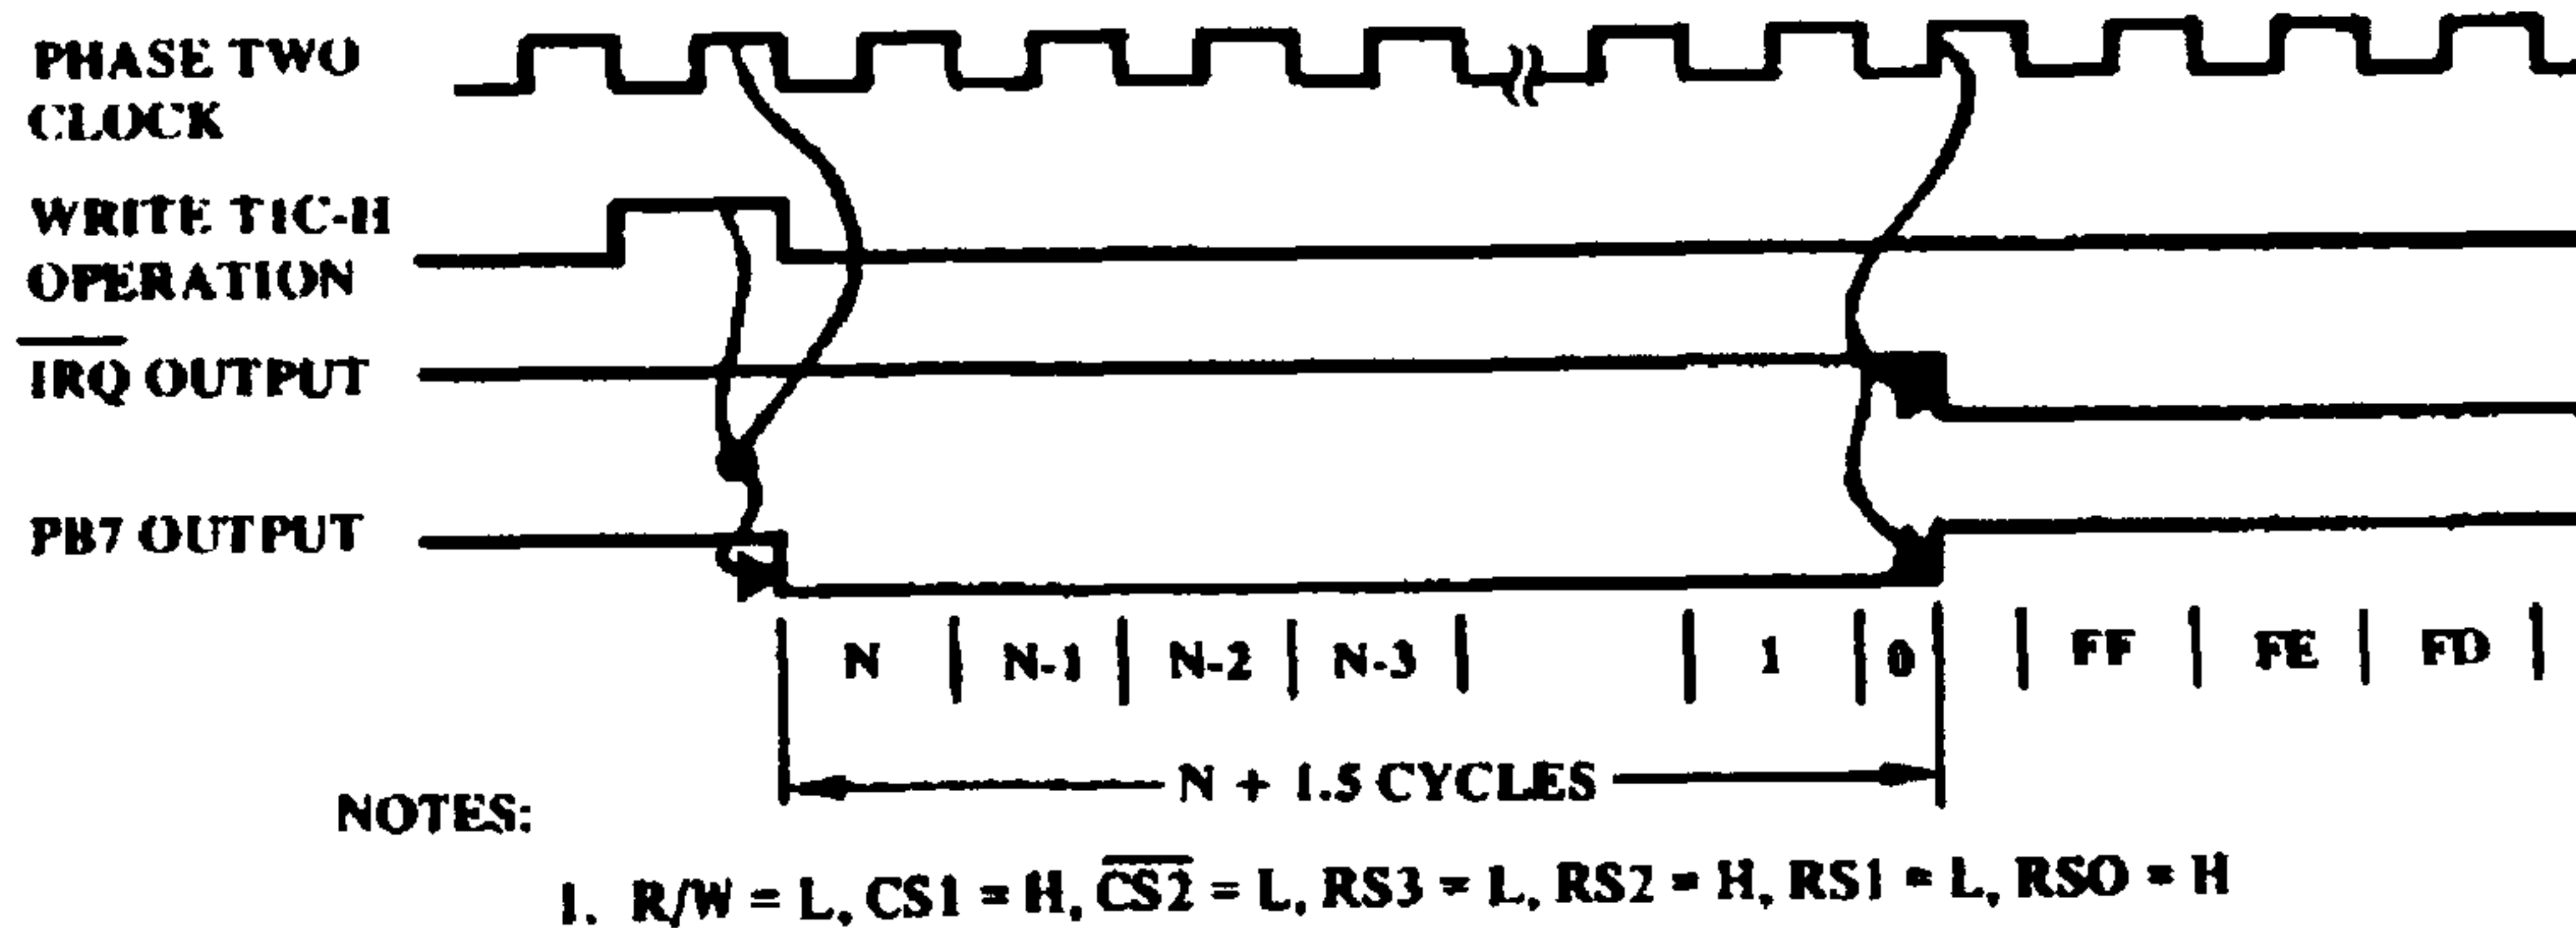 PHASE TWO
CLOCK
WRITE T1C-H
OPERATION
IRQ OUTPUT
PB7 OUTPUT
N | N-1 | N-2 | N-3 | | 1 | 0 | | FF | FE | FD |
N + 1.5 CYCLES
NOTES:
1. R/W = L, CS1 = H, CS2 = L, RS3 = L, RS2 = H, RS1 = L, RS0 = H